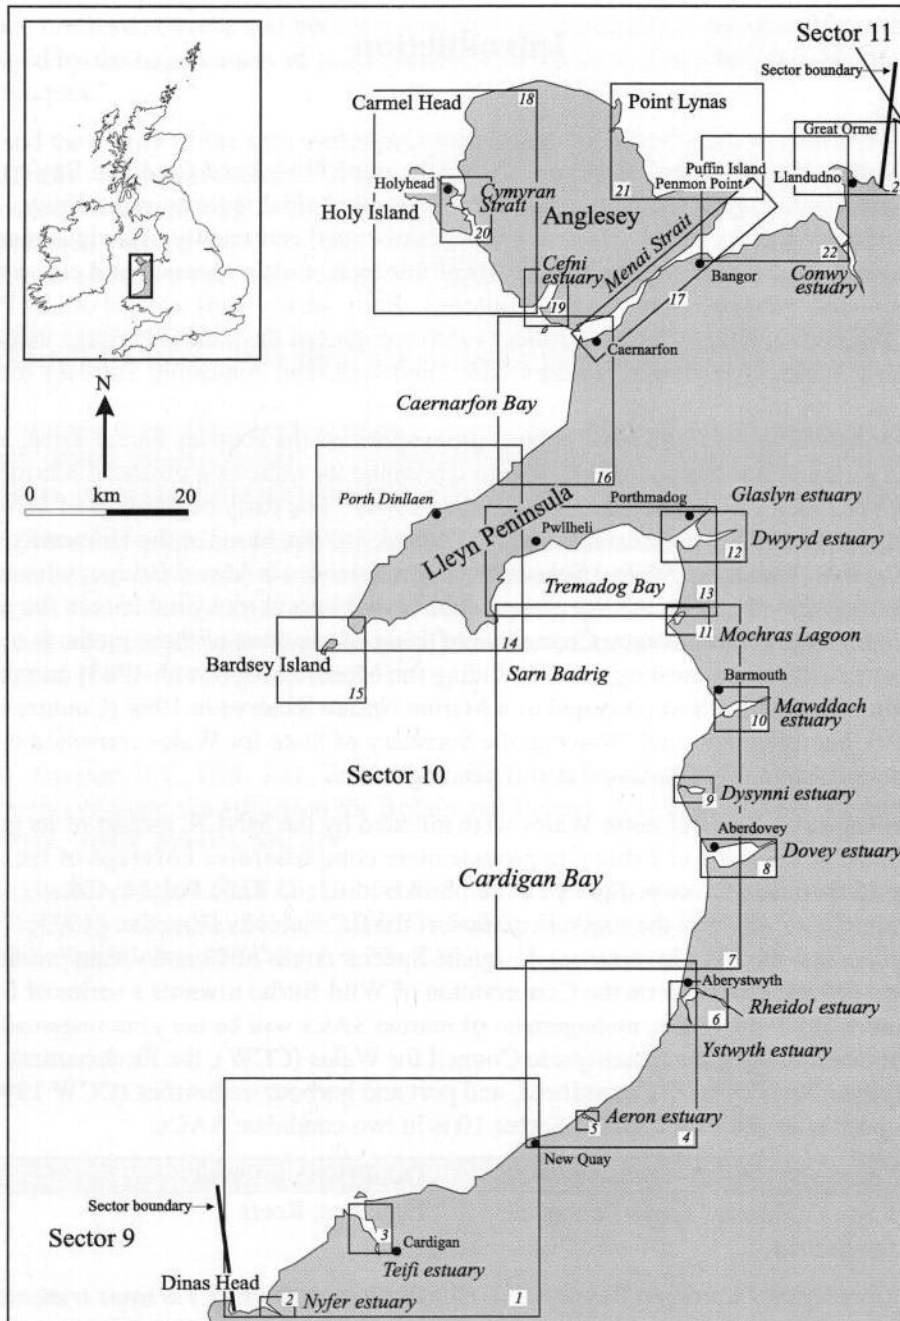 Sector 11
Sector boundary
Carmel Head
18
Point Lynas
Great Orme
Puffin Island
Penmon Point
Llandudno
2
Holyhead
Cymyran
Strait
Holy Island
20
21
Anglesey
Menai Strait
22
Cefni
estuary
Bangor
Conwy
estuary
19
17
Caernarfon
N
Caernarfon Bay
0 km 20
16
Porth Dinllaen
Lleyn Peninsula
Pwllheli
Porthmadog
Glaslyn estuary
Dwyryd estuary
12
Tremadog Bay
13
11
Mochras Lagoon
14
Bardsey Island
15
Sarn Badrig
Barmouth
Mawddach
estuary
10
Sector 10
Dysynni estuary
9
Aberdovey
Dovey estuary
8
Cardigan Bay
7
Aberystwyth
Rheidol estuary
6
Ystwyth estuary
Aeron estuary
5
4
New Quay
Sector boundary
Sector 9
3
Cardigan
Teifi estuary
Dinas Head
2
Nyfer estuary
1